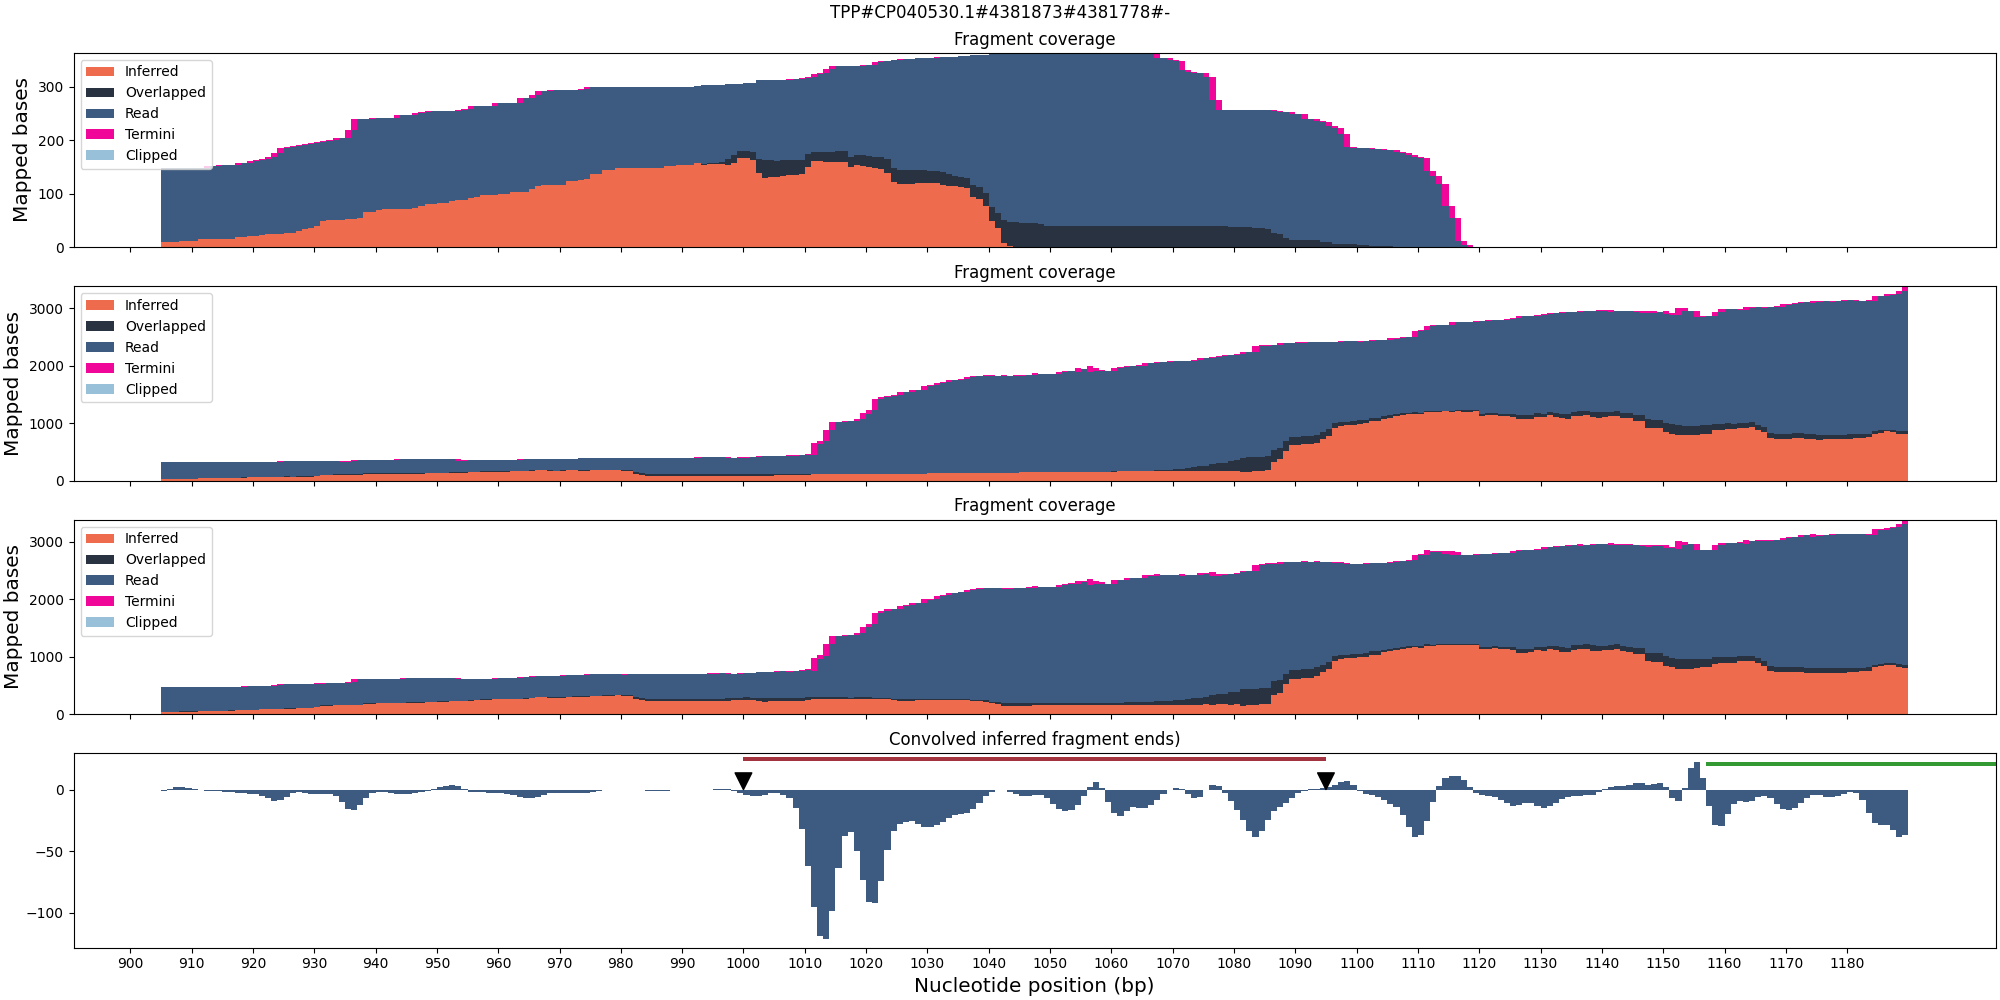 TPP#CP040530.1#4381873#4381778#-
Fragment coverage
Mapped bases
300
200
100
0
Inferred
Overlapped
Read
Termini
Clipped
Fragment coverage
Mapped bases
3000
2000
1000
0
Inferred
Overlapped
Read
Termini
Clipped
Fragment coverage
Mapped bases
3000
2000
1000
0
Inferred
Overlapped
Read
Termini
Clipped
Convolved inferred fragment ends)
0
−50
−100
900 910 920 930 940 950 960 970 980 990 1000 1010 1020 1030 1040 1050 1060 1070 1080 1090 1100 1110 1120 1130 1140 1150 1160 1170 1180
Nucleotide position (bp)